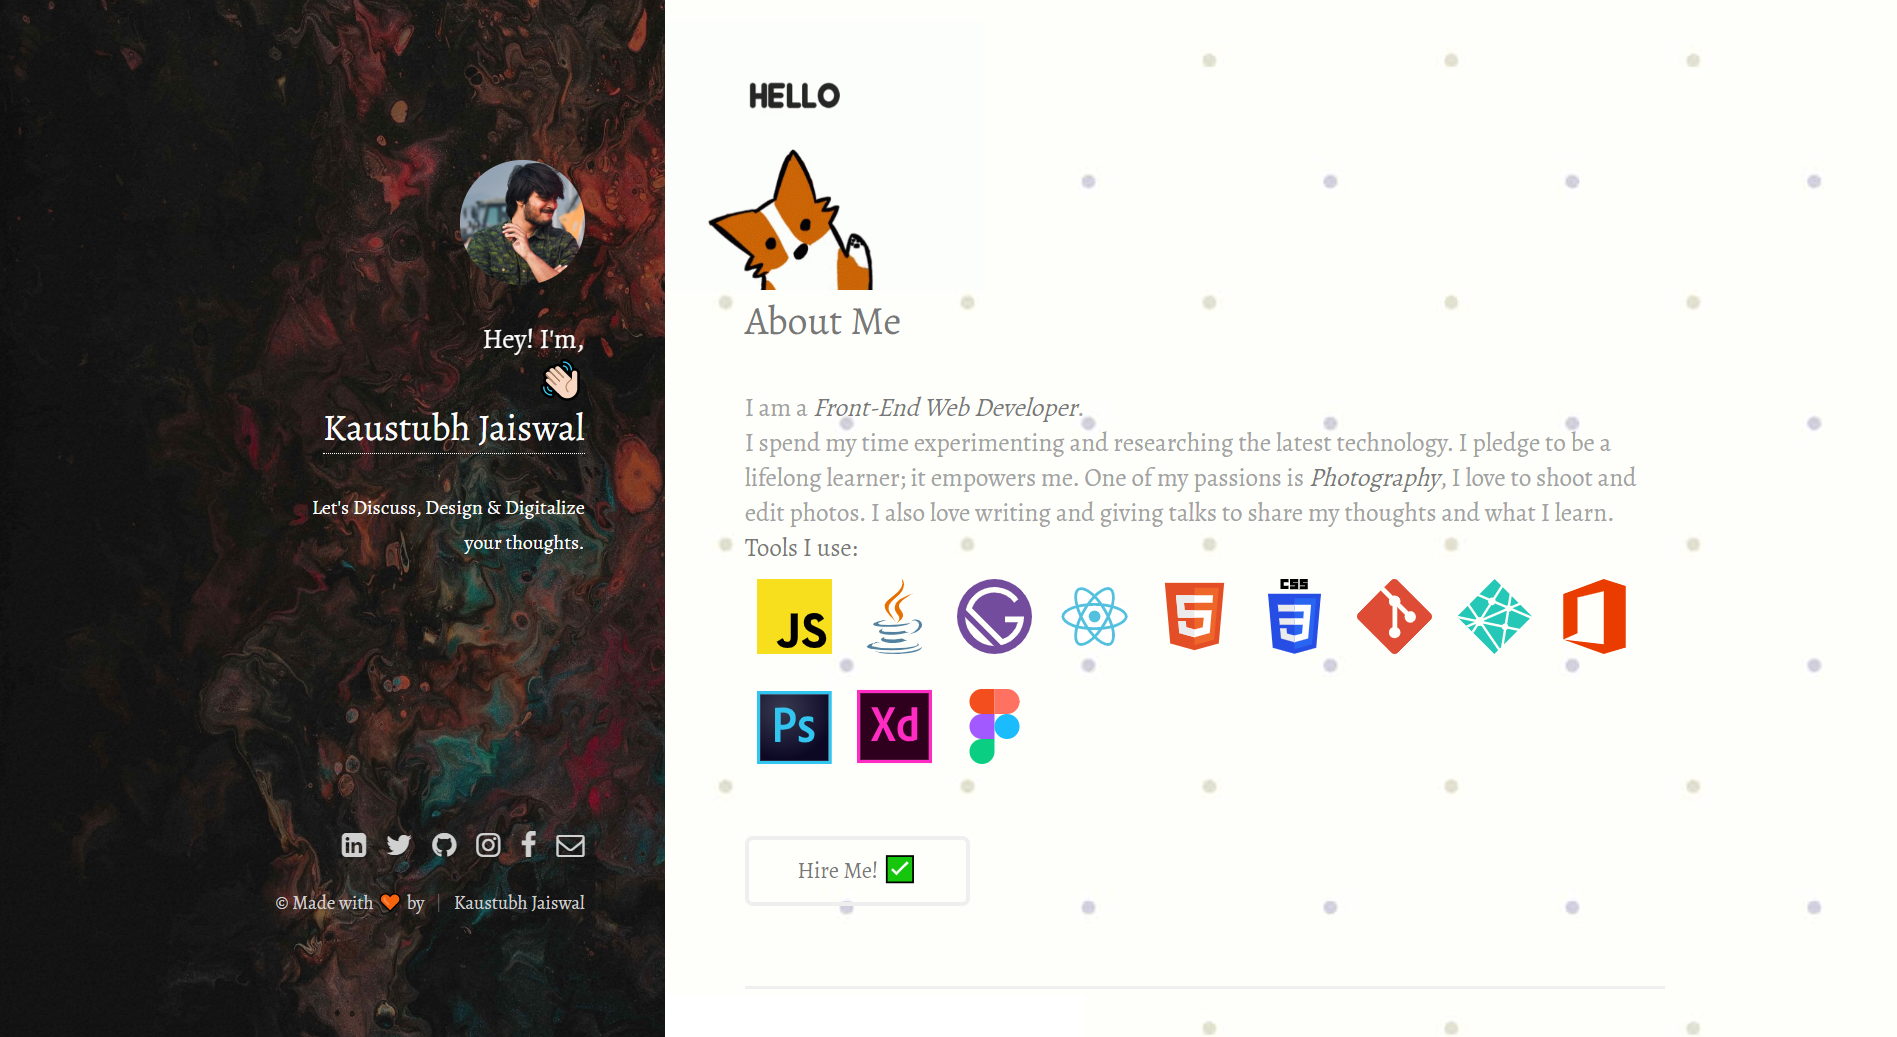 Hey! I'm,
Kaustubh Jaiswal
Let's Discuss, Design & Digitalize
your thoughts.
© Made with 🧡 by | Kaustubh Jaiswal
HELLO
About Me
I am a Front-End Web Developer.
I spend my time experimenting and researching the latest technology. I pledge to be a
lifelong learner; it empowers me. One of my passions is Photography, I love to shoot and
edit photos. I also love writing and giving talks to share my thoughts and what I learn.
Tools I use:
JS
CSS
Ps Xd
Hire Me! ✅